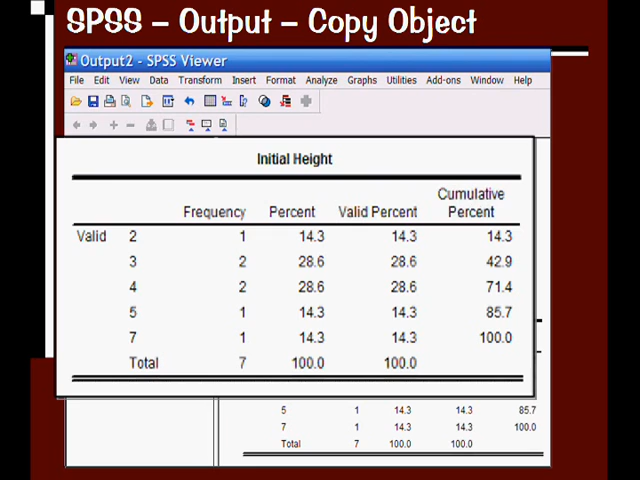 SPSS – Output – Copy Object
Output2 - SPSS Viewer
File Edit View Data Transform Insert Format Analyze Graphs Utilities Add-ons Window Help
Initial Height
Frequency Percent Valid Percent Cumulative Percent
Valid 2 1 14.3 14.3 14.3
3 2 28.6 28.6 42.9
4 2 28.6 28.6 71.4
5 1 14.3 14.3 85.7
7 1 14.3 14.3 100.0
Total 7 100.0 100.0
5 1 14.3 14.3 85.7
7 1 14.3 14.3 100.0
Total 7 100.0 100.0